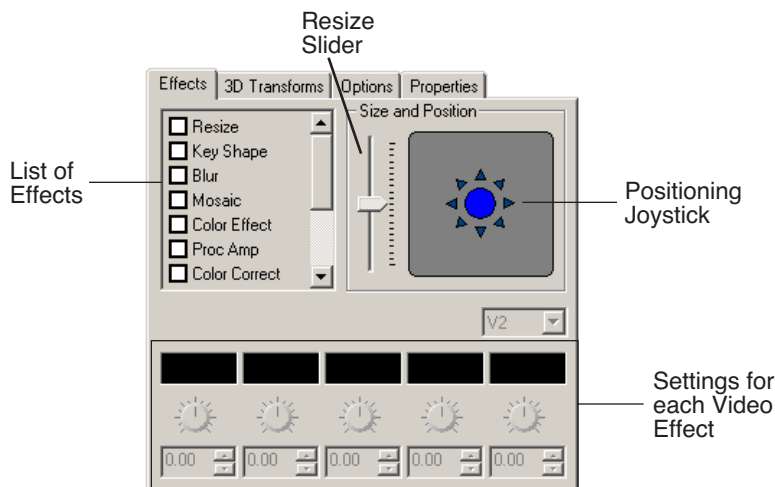 Resize
Slider
Effects
3D Transforms
Options
Properties
Size and Position
Resize
Key Shape
Blur
Mosaic
Color Effect
Proc Amp
Color Correct
List of
Effects
Positioning
Joystick
V2
0.00
0.00
0.00
0.00
0.00
Settings for
each Video
Effect